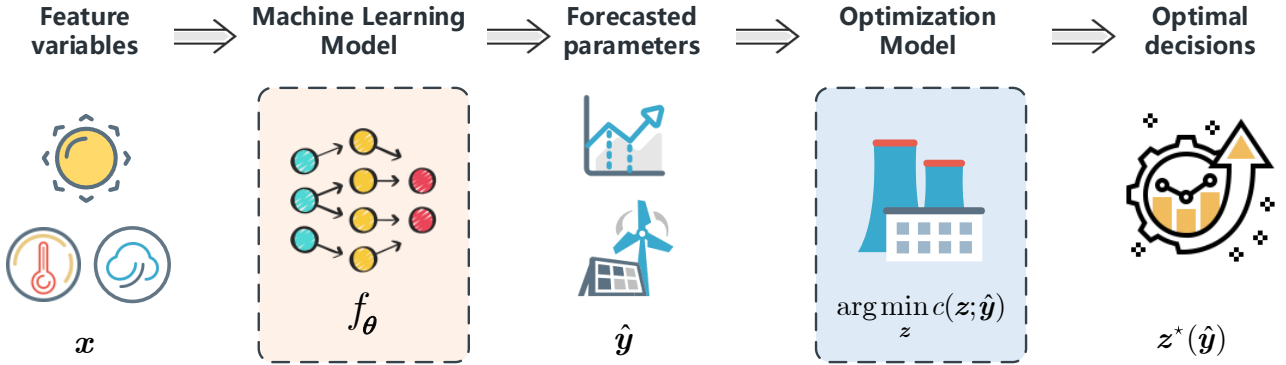 Feature
variables
Machine Learning
Model
Forecasted
parameters
Optimization
Model
Optimal
decisions
x
f_θ
ŷ
arg min c(z; ŷ)
z
z*(ŷ)